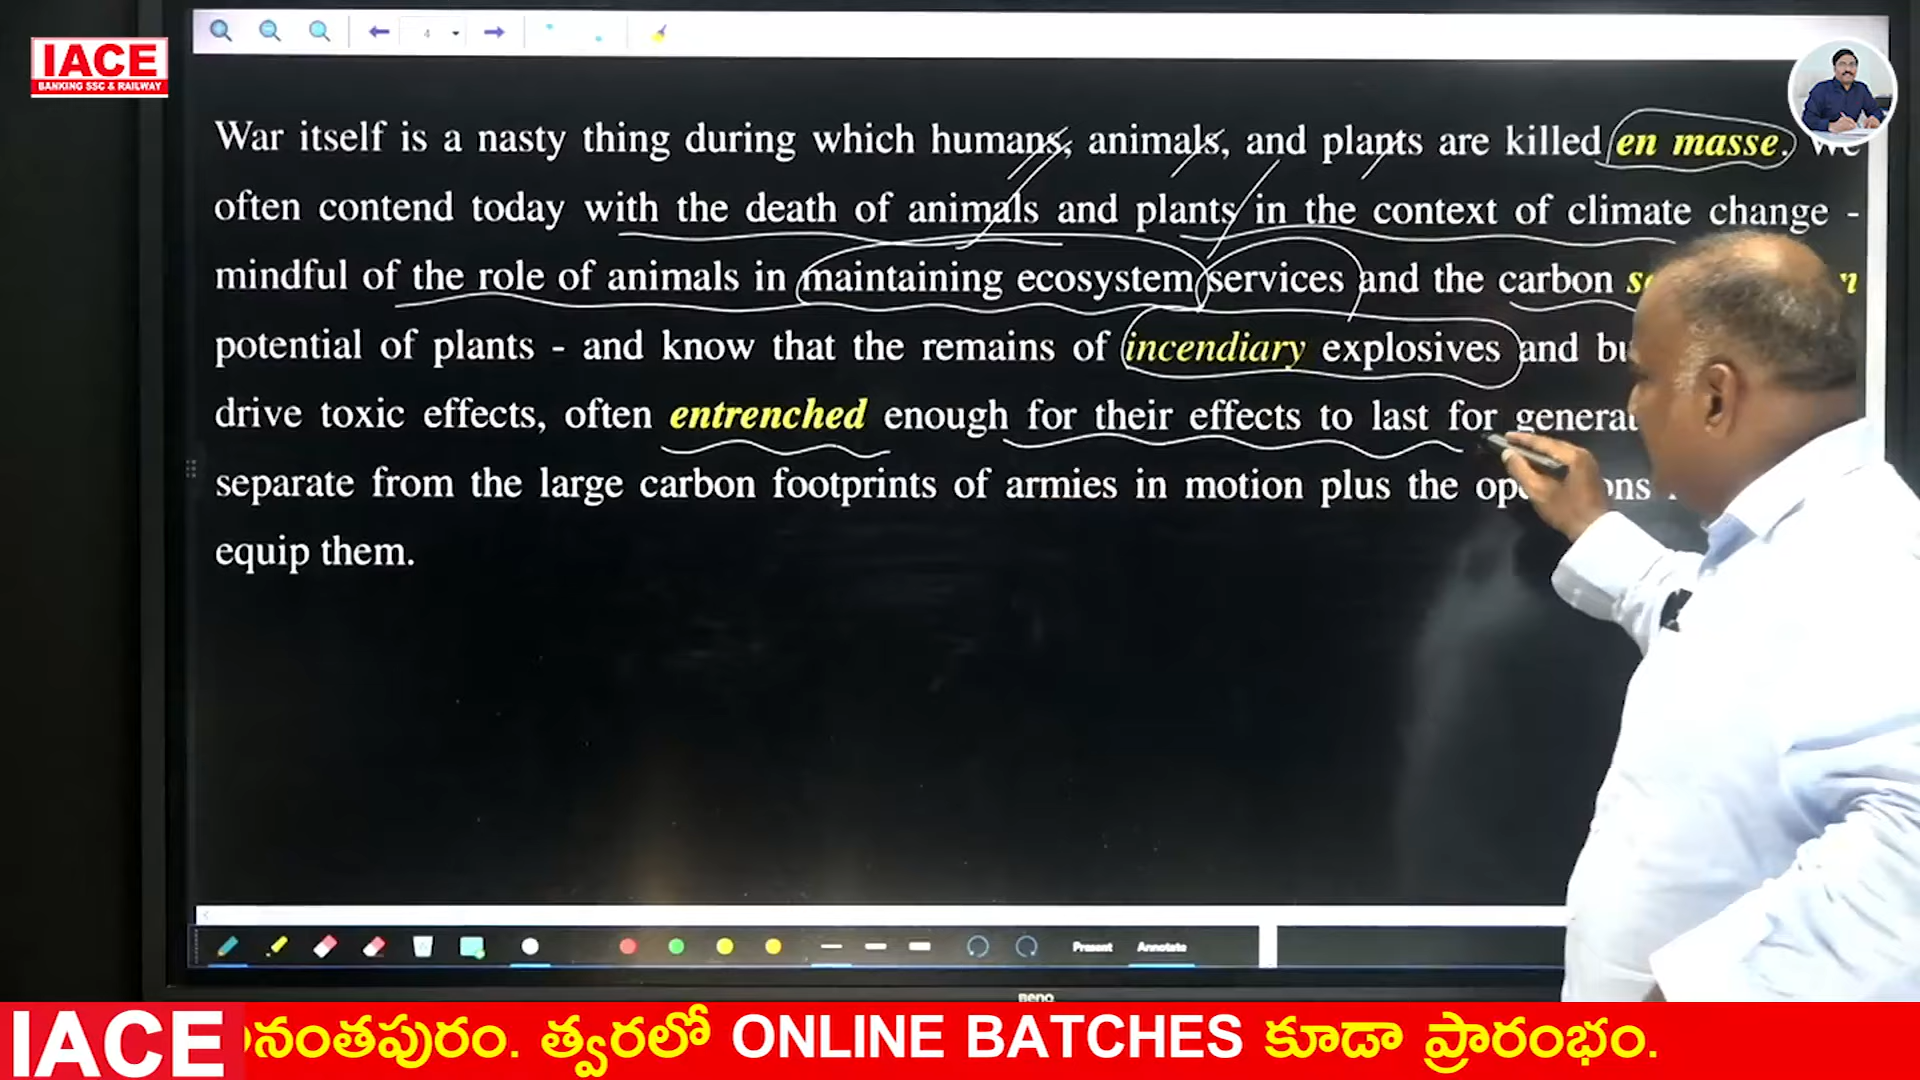 IACE
BANKING SSC & RAILWAY
4
War itself is a nasty thing during which humans, animals, and plants are killed en masse. We
often contend today with the death of animals and plants in the context of climate change -
mindful of the role of animals in maintaining ecosystem services and the carbon
potential of plants - and know that the remains of incendiary explosives and
drive toxic effects, often entrenched enough for their effects to last for
separate from the large carbon footprints of armies in motion plus the
equip them.
Present Annotate
BenQ
IACE
నంతపురం. త్వరలో ONLINE BATCHES కూడా ప్రారంభం.